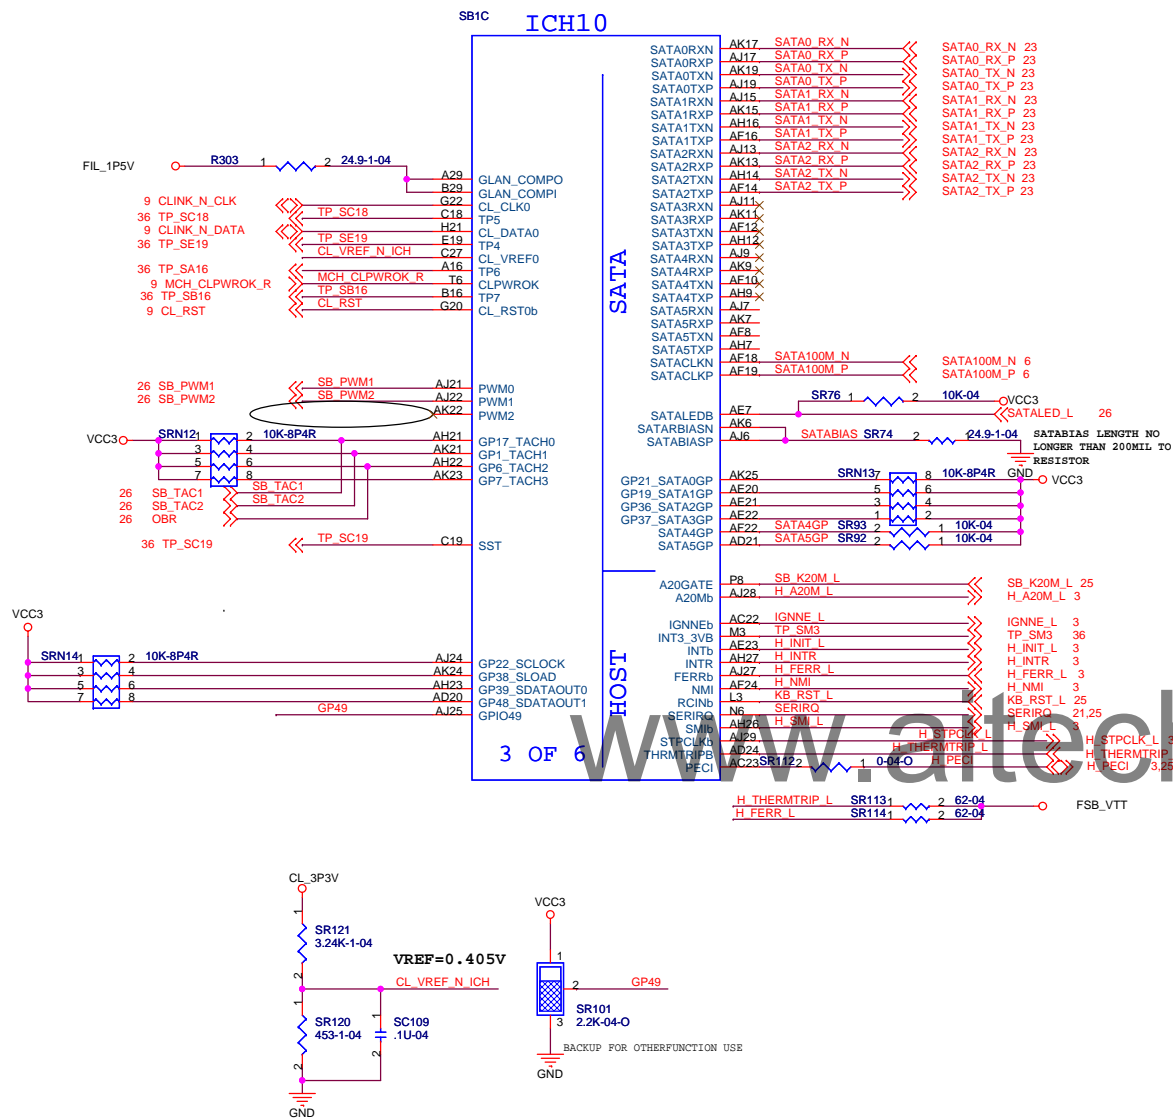 SB1C
ICH10
SATA
HOST
3 OF 6
FIL_1P5V
R303 1 2 24.9-1-04
A29 GLAN_COMPO
B29 GLAN_COMPI
9 CLINK_N_CLK G22 CL_CLK0
36 TP_SC18 TP_SC18 C18 TP5
9 CLINK_N_DATA H21 CL_DATA0
36 TP_SE19 TP_SE19 E19 TP4
CL_VREF_N_ICH C27 CL_VREF0
36 TP_SA16 A16 TP6
9 MCH_CLPWROK_R MCH_CLPWROK_R T6 CLPWROK
36 TP_SB16 TP_SB16 B16 TP7
9 CL_RST CL_RST G20 CL_RST0b
26 SB_PWM1 SB_PWM1 AJ21 PWM0
26 SB_PWM2 SB_PWM2 AJ22 PWM1
AK22 PWM2
VCC3 SRN12 1 2 10K-8P4R AH21 GP17_TACH0
3 4 AK21 GP1_TACH1
5 6 AH22 GP6_TACH2
7 8 AK23 GP7_TACH3
26 SB_TAC1 SB_TAC1
26 SB_TAC2 SB_TAC2
26 OBR
36 TP_SC19 TP_SC19 C19 SST
VCC3
SRN14 1 2 10K-8P4R AJ24 GP22_SCLOCK
3 4 AK24 GP38_SLOAD
5 6 AH23 GP39_SDATAOUT0
7 8 AD20 GP48_SDATAOUT1
GP49 AJ25 GPIO49
SATA0RXN AK17 SATA0_RX_N SATA0_RX_N 23
SATA0RXP AJ17 SATA0_RX_P SATA0_RX_P 23
SATA0TXN AK19 SATA0_TX_N SATA0_TX_N 23
SATA0TXP AJ19 SATA0_TX_P SATA0_TX_P 23
SATA1RXN AJ15 SATA1_RX_N SATA1_RX_N 23
SATA1RXP AK15 SATA1_RX_P SATA1_RX_P 23
SATA1TXN AH16 SATA1_TX_N SATA1_TX_N 23
SATA1TXP AF16 SATA1_TX_P SATA1_TX_P 23
SATA2RXN AJ13 SATA2_RX_N SATA2_RX_N 23
SATA2RXP AK13 SATA2_RX_P SATA2_RX_P 23
SATA2TXN AH14 SATA2_TX_N SATA2_TX_N 23
SATA2TXP AF14 SATA2_TX_P SATA2_TX_P 23
SATA3RXN AJ11
SATA3RXP AK11
SATA3TXN AF12
SATA3TXP AH12
SATA4RXN AJ9
SATA4RXP AK9
SATA4TXN AF10
SATA4TXP AH9
SATA5RXN AJ7
SATA5RXP AK7
SATA5TXN AF8
SATA5TXP AH7
SATACLKN AF18 SATA100M_N SATA100M_N 6
SATACLKP AF19 SATA100M_P SATA100M_P 6
SR76 1 2 10K-04 VCC3
SATALEDB AE7 SATALED_L 26
SATARBIASN AK6
SATABIASP AJ6 SATABIAS SR74 2 1 24.9-1-04
SATABIAS LENGTH NO
LONGER THAN 200MIL TO
RESISTOR
GND
GP21_SATA0GP AK25 SRN13 7 8 10K-8P4R VCC3
GP19_SATA1GP AE20 5 6
GP36_SATA2GP AE21 3 4
GP37_SATA3GP AE22 1 2
SATA4GP AF22 SATA4GP SR93 2 1 10K-04
SATA5GP AD21 SATA5GP SR92 2 1 10K-04
A20GATE P8 SB_K20M_L SB_K20M_L 25
A20Mb AJ28 H_A20M_L H_A20M_L 3
IGNNEb AC22 IGNNE_L IGNNE_L 3
INT3_3VB M3 TP_SM3 TP_SM3 36
INTb AE23 H_INIT_L H_INIT_L 3
INTR AH27 H_INTR H_INTR 3
FERRb AJ27 H_FERR_L H_FERR_L 3
NMI AF24 H_NMI H_NMI 3
RCINb L3 KB_RST_L KB_RST_L 25
SERIRQ N6 SERIRQ SERIRQ 21,25
SMIb AH26 H_SMI_L H_SMI_L 3
STPCLKb AJ29 H_STPCLK_L H_STPCLK_L 3
THRMTRIPB AD24 H_THERMTRIP_L H_THERMTRIP_
PECI AC23 SR112 2 1 0-04-O H_PECI H_PECI 3,25
www.aitech
H_THERMTRIP_L SR113 1 2 62-04 FSB_VTT
H_FERR_L SR114 1 2 62-04
CL_3P3V
1
SR121
3.24K-1-04
2
VREF=0.405V
CL_VREF_N_ICH
1
SR120
453-1-04
2
1
SC109
.1U-04
2
GND
VCC3
1
2 GP49
SR101
3 2.2K-04-O
BACKUP FOR OTHERFUNCTION USE
GND